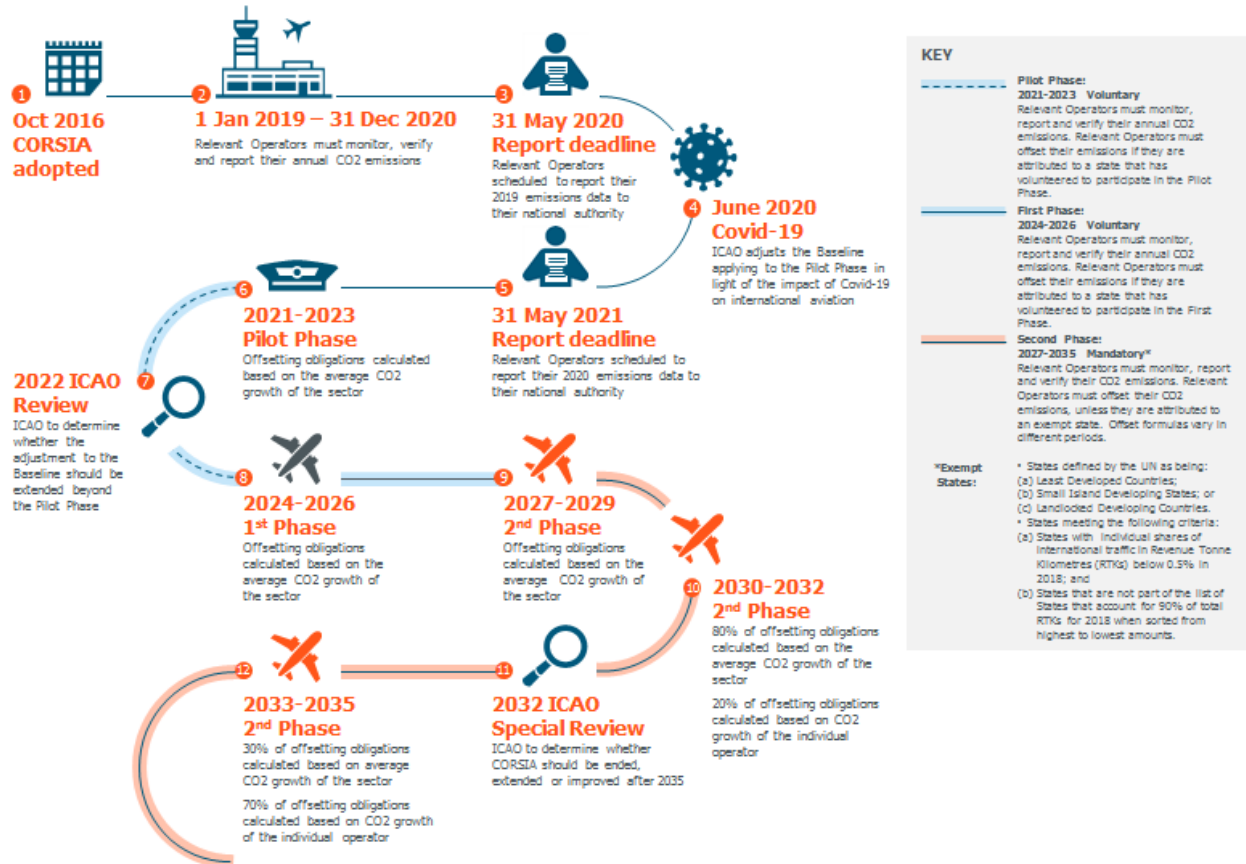 1
Oct 2016
CORSIA
adopted
2
1 Jan 2019 – 31 Dec 2020
Relevant Operators must monitor, verify
and report their annual CO2 emissions
3
31 May 2020
Report deadline
Relevant Operators
scheduled to report their
2019 emissions data to
their national authority
4
June 2020
Covid-19
ICAO adjusts the Baseline
applying to the Pilot Phase in
light of the impact of Covid-19
on international aviation
5
31 May 2021
Report deadline
Relevant Operators scheduled to
report their 2020 emissions data to
their national authority
6
2021-2023
Pilot Phase
Offsetting obligations calculated
based on the average CO2
growth of the sector
7
2022 ICAO
Review
ICAO to determine
whether the
adjustment to the
Baseline should be
extended beyond
the Pilot Phase
8
2024-2026
1st Phase
Offsetting obligations
calculated based on the
average CO2 growth of
the sector
9
2027-2029
2nd Phase
Offsetting obligations
calculated based on the
average CO2 growth of
the sector
10
2030-2032
2nd Phase
80% of offsetting obligations
calculated based on the
average CO2 growth of the
sector
20% of offsetting obligations
calculated based on CO2
growth of the individual
operator
11
2032 ICAO
Special Review
ICAO to determine whether
CORSIA should be ended,
extended or improved after 2035
12
2033-2035
2nd Phase
30% of offsetting obligations
calculated based on average
CO2 growth of the sector
70% of offsetting obligations
calculated based on CO2 growth
of the individual operator
KEY
Pilot Phase:
2021-2023 Voluntary
Relevant Operators must monitor,
report and verify their annual CO2
emissions. Relevant Operators must
offset their emissions if they are
attributed to a state that has
volunteered to participate in the Pilot
Phase.
First Phase:
2024-2026 Voluntary
Relevant Operators must monitor,
report and verify their annual CO2
emissions. Relevant Operators must
offset their emissions if they are
attributed to a state that has
volunteered to participate in the First
Phase.
Second Phase:
2027-2035 Mandatory*
Relevant Operators must monitor, report
and verify their CO2 emissions. Relevant
Operators must offset their CO2
emissions, unless they are attributed to
an exempt state. Offset formulas vary in
different periods.
*Exempt
States:
• States defined by the UN as being:
(a) Least Developed Countries;
(b) Small Island Developing States; or
(c) Landlocked Developing Countries.
• States meeting the following criteria:
(a) States with individual shares of
international traffic in Revenue Tonne
Kilometres (RTKs) below 0.5% in
2018; and
(b) States that are not part of the list of
States that account for 90% of total
RTKs for 2018 when sorted from
highest to lowest amounts.